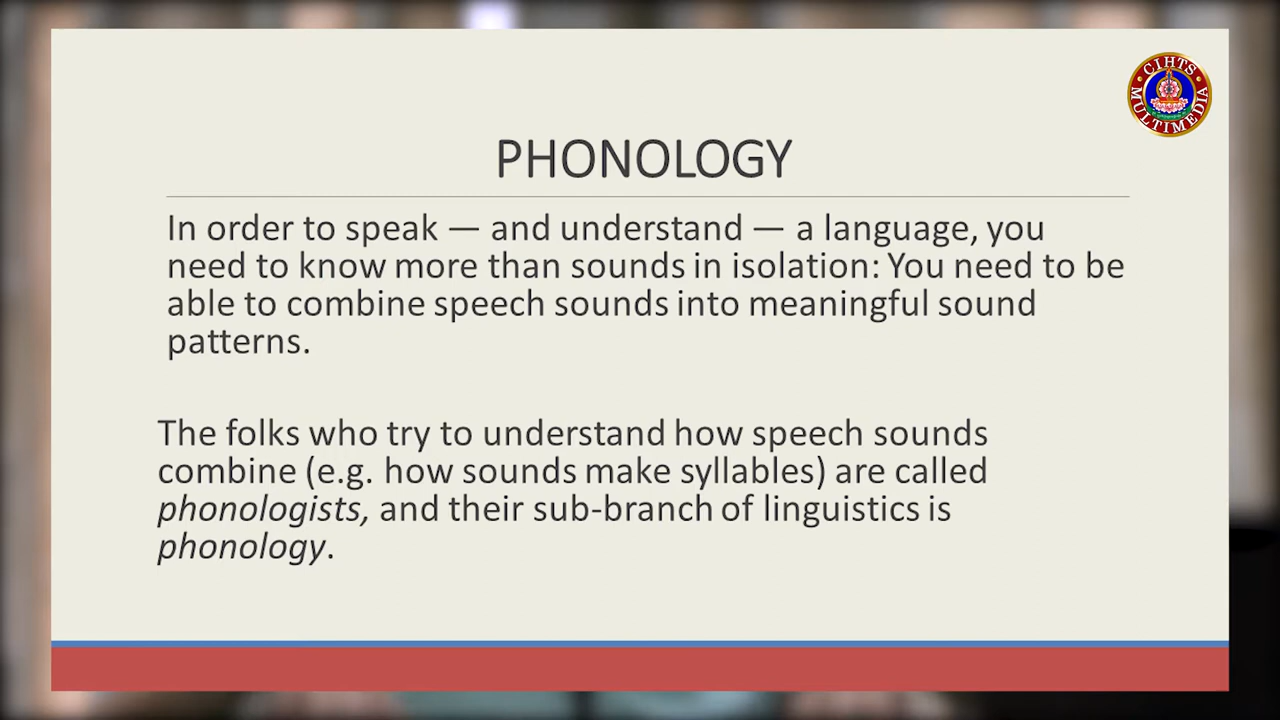 CIHTS
MULTIMEDIA
PHONOLOGY
In order to speak — and understand — a language, you
need to know more than sounds in isolation: You need to be
able to combine speech sounds into meaningful sound
patterns.
The folks who try to understand how speech sounds
combine (e.g. how sounds make syllables) are called
phonologists, and their sub-branch of linguistics is
phonology.